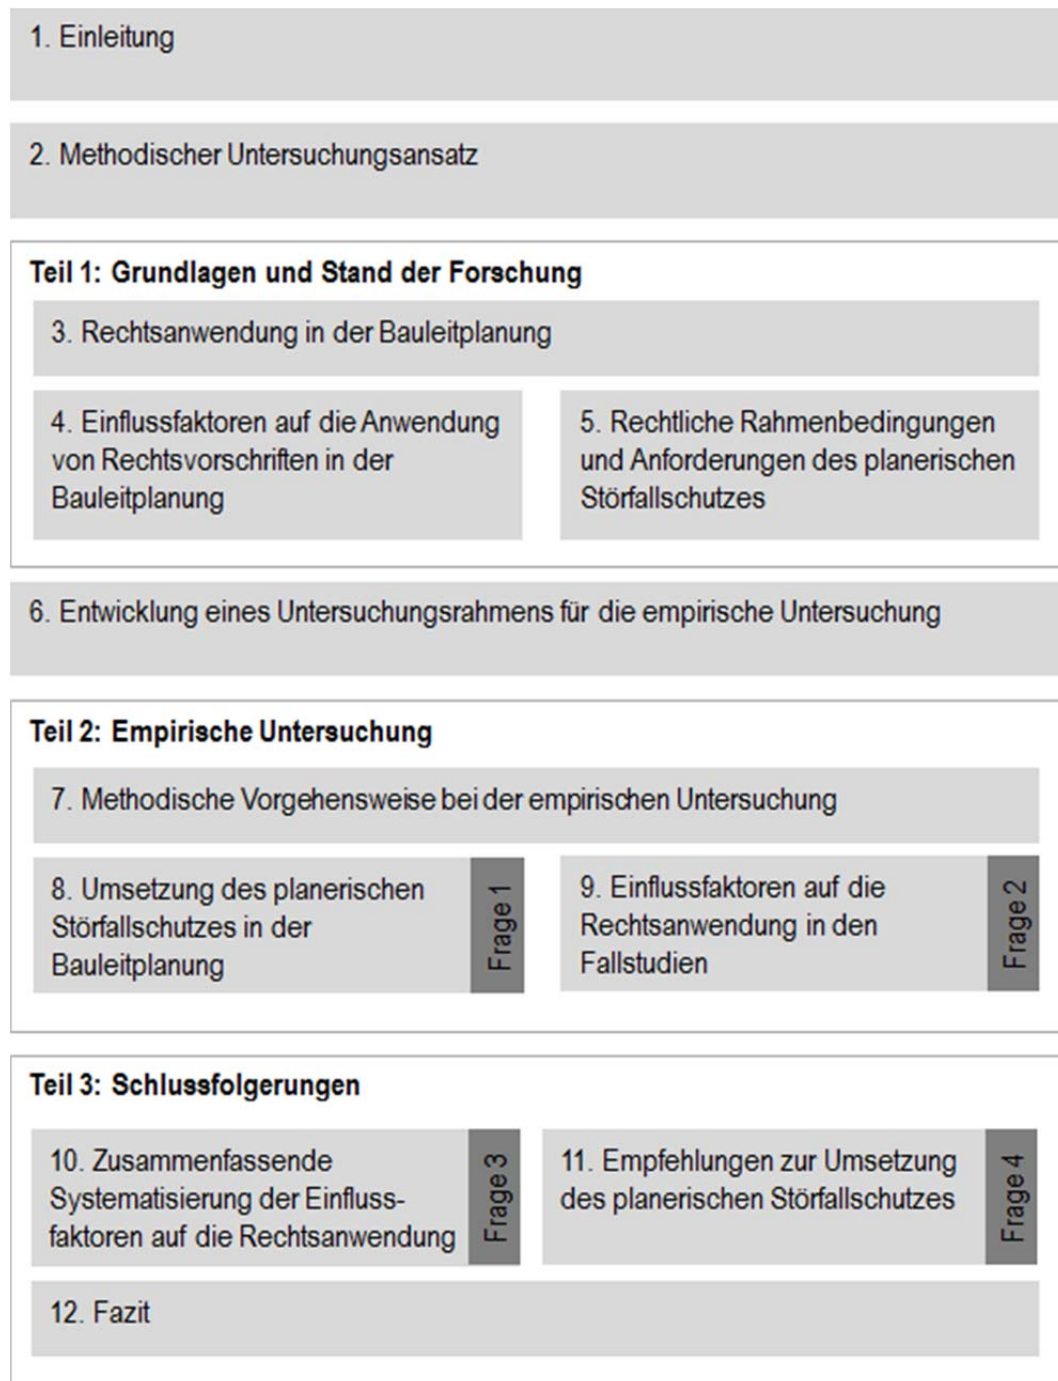 1. Einleitung
2. Methodischer Untersuchungsansatz
Teil 1: Grundlagen und Stand der Forschung
3. Rechtsanwendung in der Bauleitplanung
4. Einflussfaktoren auf die Anwendung
von Rechtsvorschriften in der
Bauleitplanung
5. Rechtliche Rahmenbedingungen
und Anforderungen des planerischen
Störfallschutzes
6. Entwicklung eines Untersuchungsrahmens für die empirische Untersuchung
Teil 2: Empirische Untersuchung
7. Methodische Vorgehensweise bei der empirischen Untersuchung
8. Umsetzung des planerischen
Störfallschutzes in der
Bauleitplanung
Frage 1
9. Einflussfaktoren auf die
Rechtsanwendung in den
Fallstudien
Frage 2
Teil 3: Schlussfolgerungen
10. Zusammenfassende
Systematisierung der Einfluss-
faktoren auf die Rechtsanwendung
Frage 3
11. Empfehlungen zur Umsetzung
des planerischen Störfallschutzes
Frage 4
12. Fazit